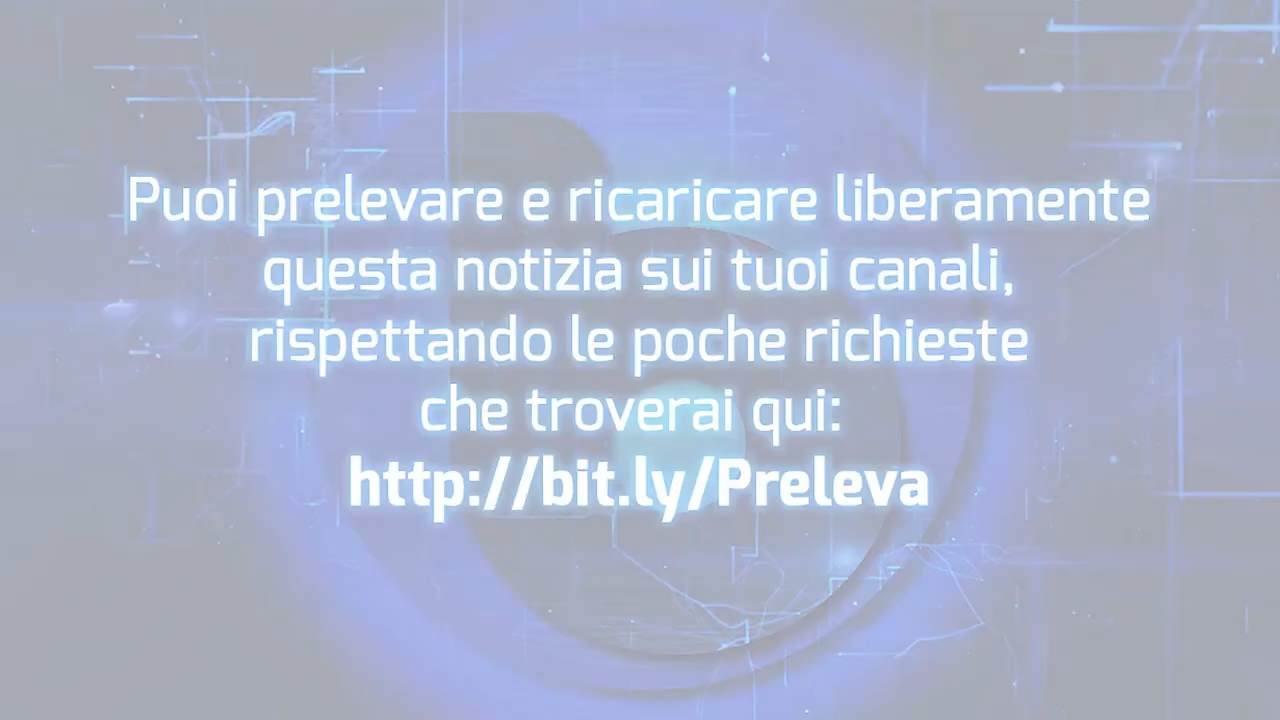 Puoi prelevare e ricaricare liberamente
questa notizia sui tuoi canali,
rispettando le poche richieste
che troverai qui:
http://bit.ly/Preleva